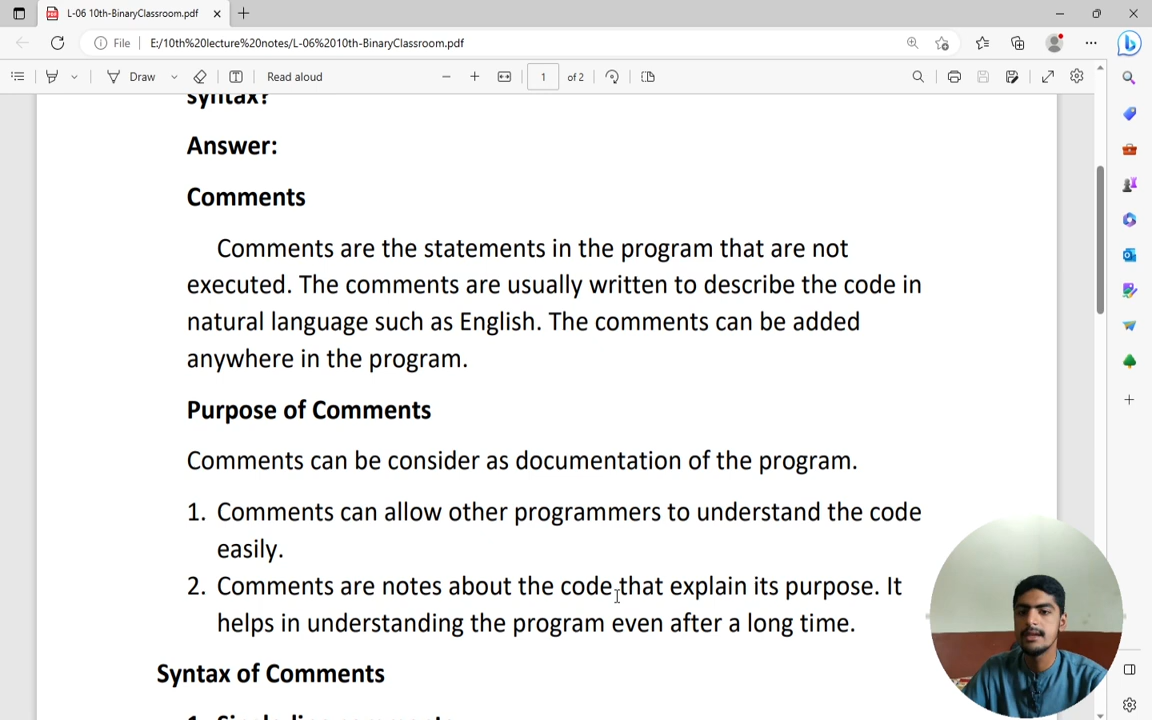 L-06 10th-BinaryClassroom.pdf
File
E:/10th%20lecture%20notes/L-06%2010th-BinaryClassroom.pdf
Draw
Read aloud
1 of 2
syntax?
Answer:
Comments
Comments are the statements in the program that are not
executed. The comments are usually written to describe the code in
natural language such as English. The comments can be added
anywhere in the program.
Purpose of Comments
Comments can be consider as documentation of the program.
1. Comments can allow other programmers to understand the code
easily.
2. Comments are notes about the code that explain its purpose. It
helps in understanding the program even after a long time.
Syntax of Comments
1. Single line comments